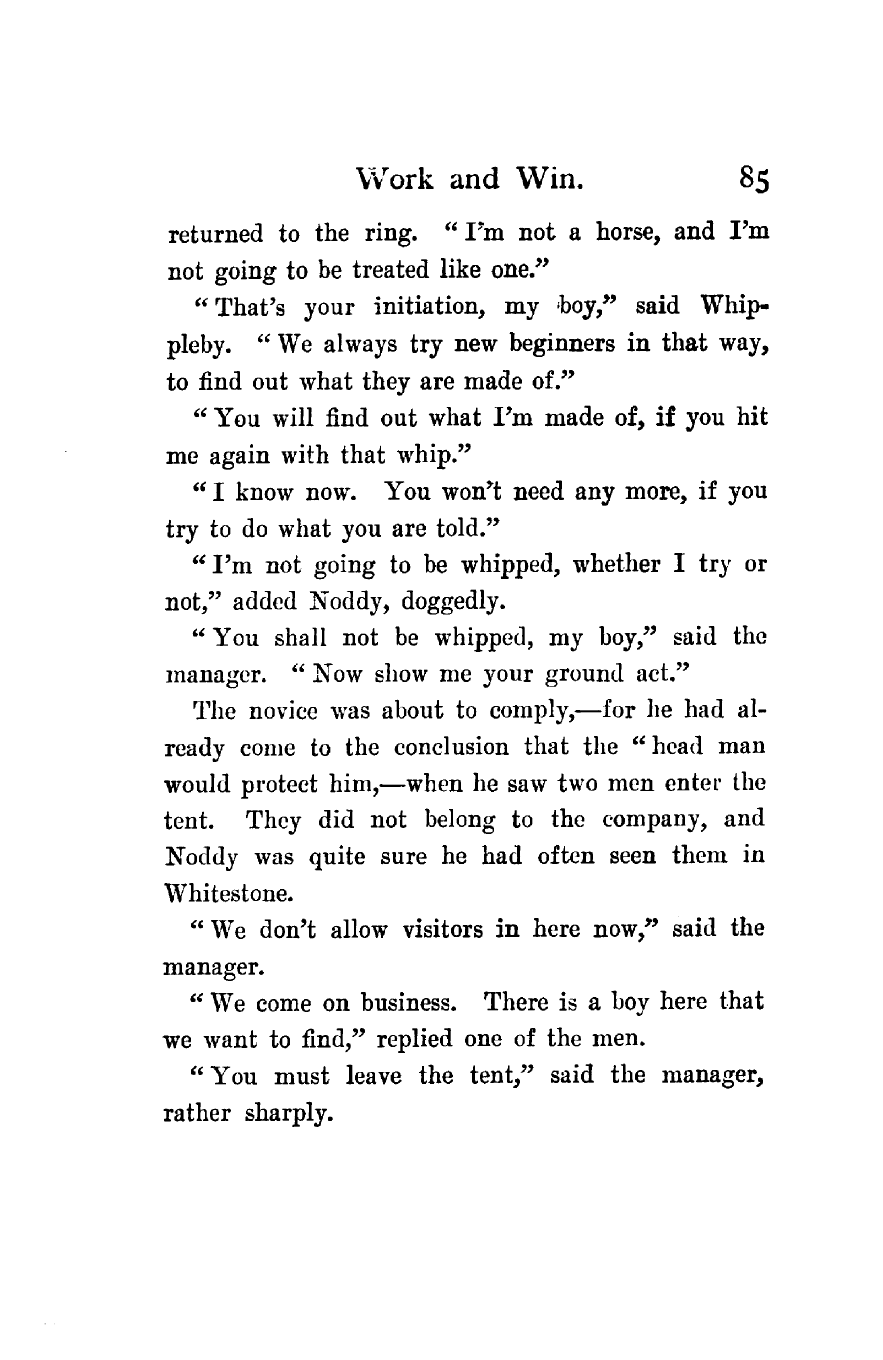 Work and Win. 85
returned to the ring. “I’m not a horse, and I’m
not going to be treated like one.”
“That’s your initiation, my boy,” said Whip-
pleby. “We always try new beginners in that way,
to find out what they are made of.”
“You will find out what I’m made of, if you hit
me again with that whip.”
“I know now. You won’t need any more, if you
try to do what you are told.”
“I’m not going to be whipped, whether I try or
not,” added Noddy, doggedly.
“You shall not be whipped, my boy,” said the
manager. “Now show me your ground act.”
The novice was about to comply,—for he had al-
ready come to the conclusion that the “head man
would protect him,—when he saw two men enter the
tent. They did not belong to the company, and
Noddy was quite sure he had often seen them in
Whitestone.
“We don’t allow visitors in here now,” said the
manager.
“We come on business. There is a boy here that
we want to find,” replied one of the men.
“You must leave the tent,” said the manager,
rather sharply.